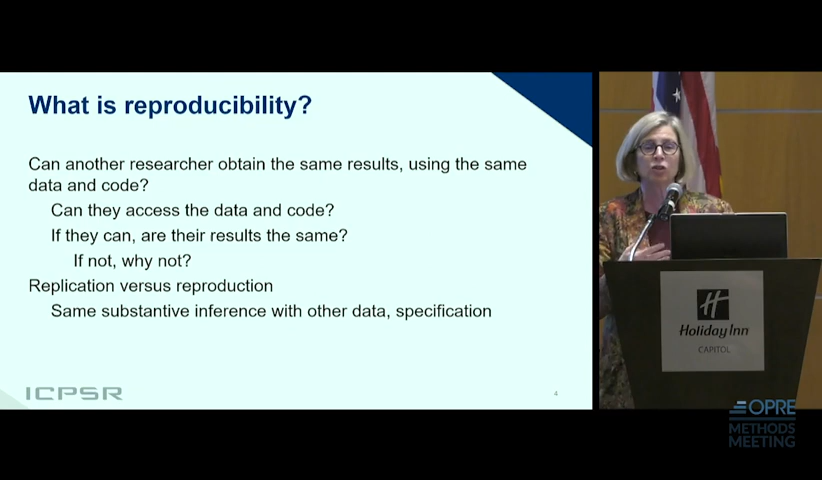 What is reproducibility?
Can another researcher obtain the same results, using the same
data and code?
Can they access the data and code?
If they can, are their results the same?
If not, why not?
Replication versus reproduction
Same substantive inference with other data, specification
ICPSR
4
H
Holiday Inn
CAPITOL
OPRE
METHODS
MEETING